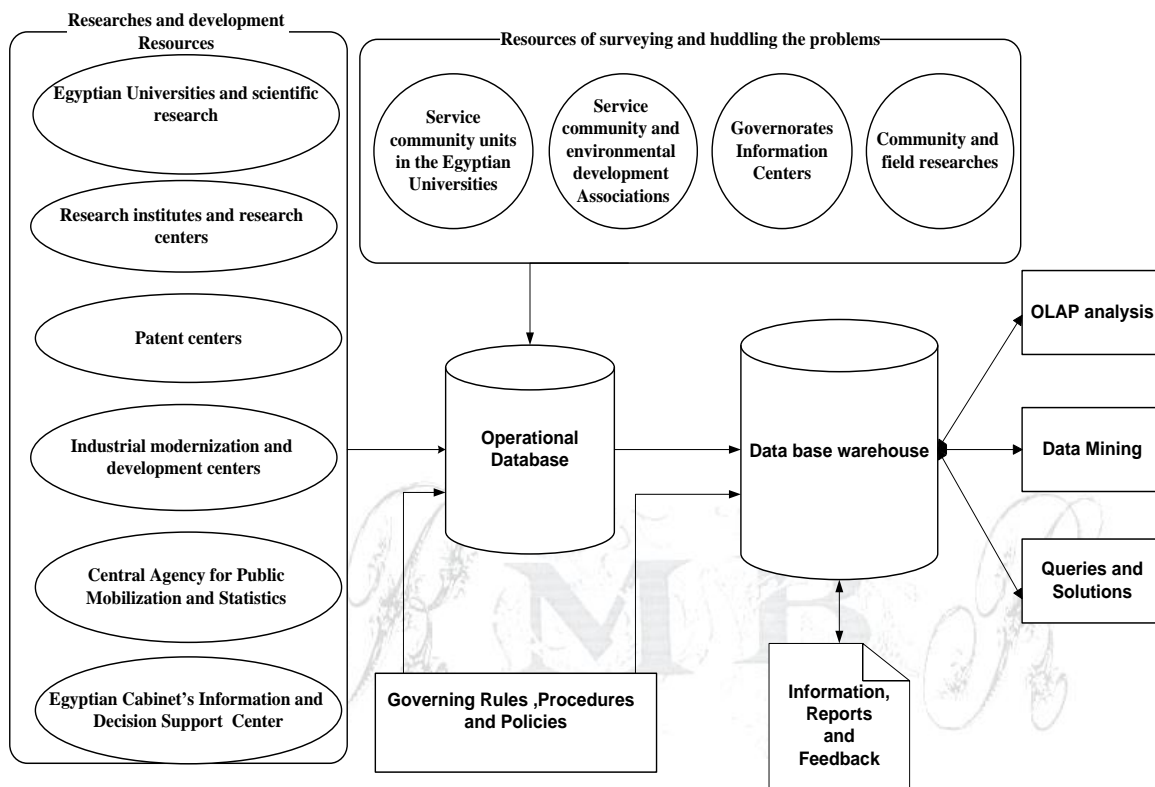 Researches and development
Resources
Egyptian Universities and scientific
research
Research institutes and research
centers
Patent centers
Industrial modernization and
development centers
Central Agency for Public
Mobilization and Statistics
Egyptian Cabinet's Information and
Decision Support Center
Resources of surveying and huddling the problems
Service
community units
in the Egyptian
Universities
Service
community and
environmental
development
Associations
Governorates
Information
Centers
Community and
field researches
Operational
Database
Data base warehouse
OLAP analysis
Data Mining
Queries and
Solutions
Governing Rules ,Procedures
and Policies
Information,
Reports
and
Feedback
M B R